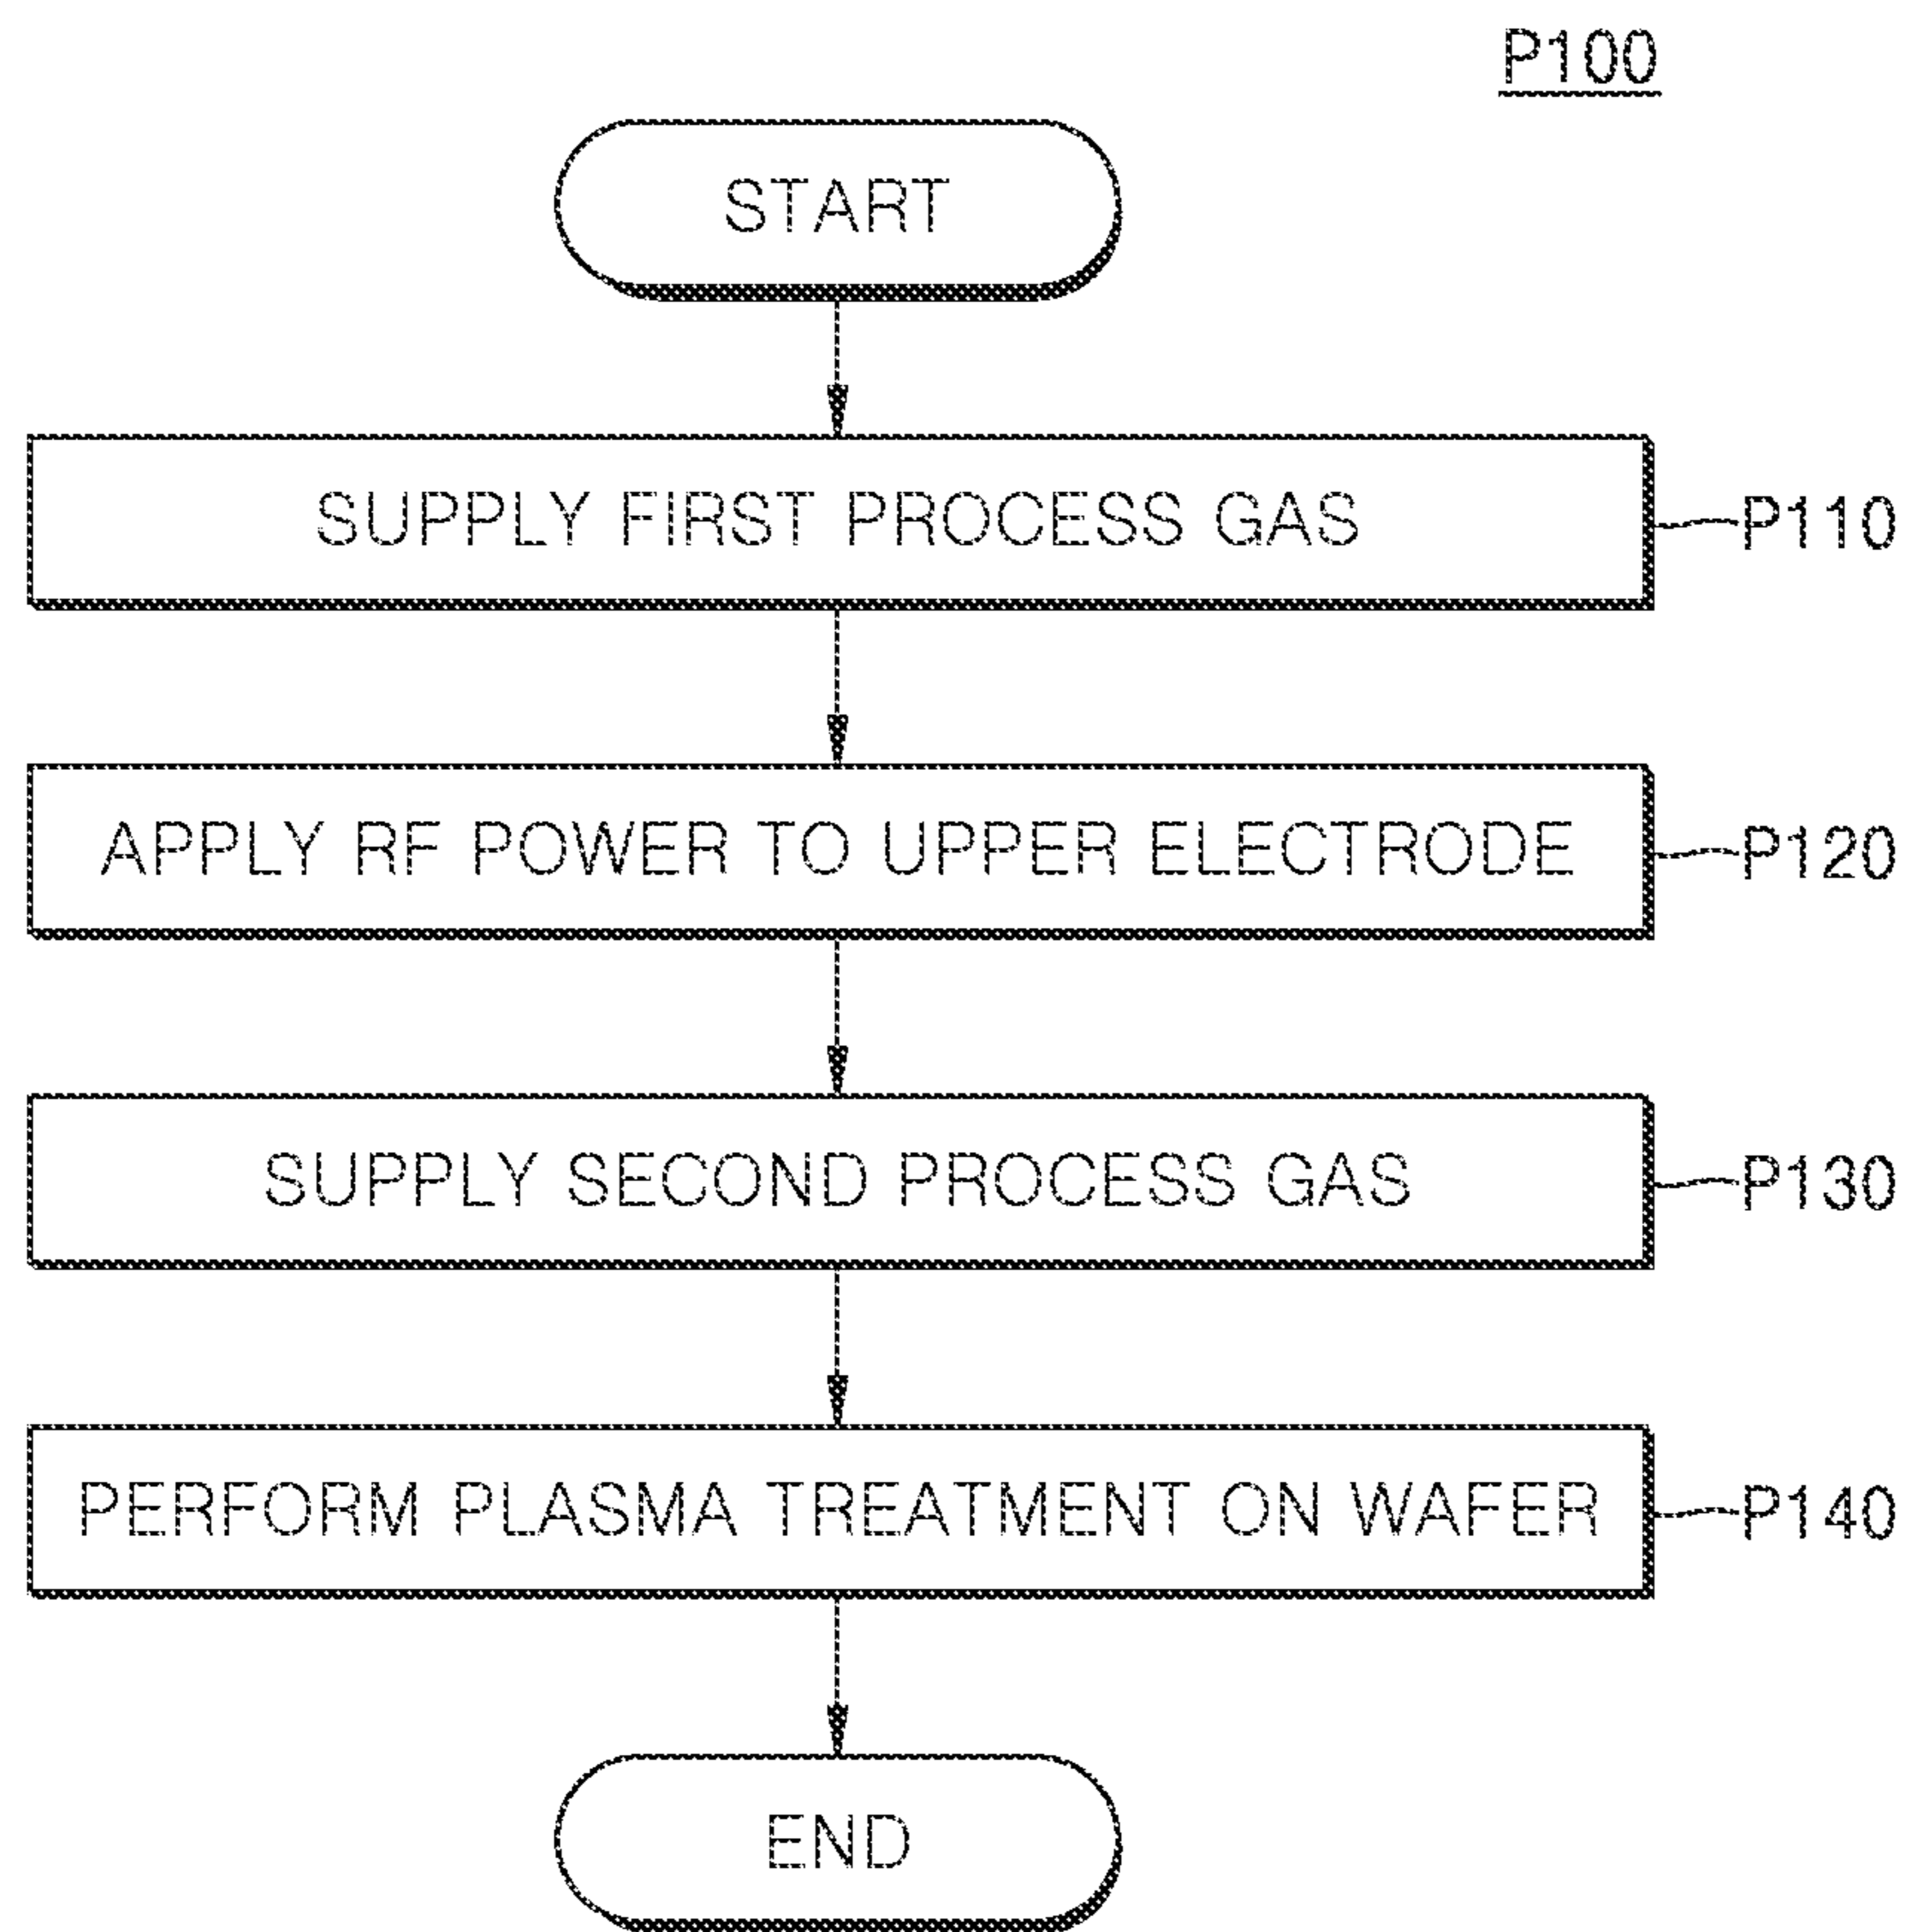 P100
START
SUPPLY FIRST PROCESS GAS
P110
APPLY RF POWER TO UPPER ELECTRODE
P120
SUPPLY SECOND PROCESS GAS
P130
PERFORM PLASMA TREATMENT ON WAFER
P140
END